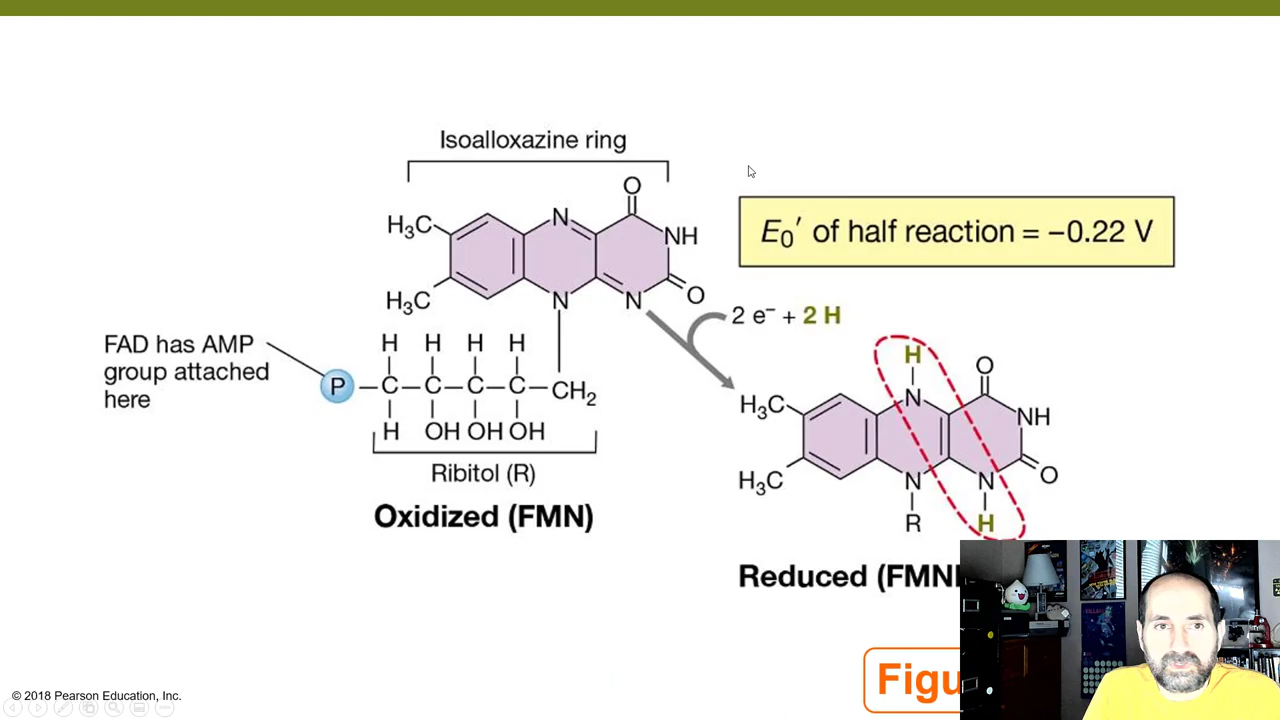 Isoalloxazine ring
O
H₃C
N
NH
H₃C
N
N
O
E₀′ of half reaction = −0.22 V
2 e⁻ + 2 H
FAD has AMP
group attached
here
H H H H
P C C C C CH₂
H OH OH OH
Ribitol (R)
Oxidized (FMN)
H
O
H₃C
N
NH
H₃C
N
N
O
R
H
Reduced (FMN
© 2018 Pearson Education, Inc.